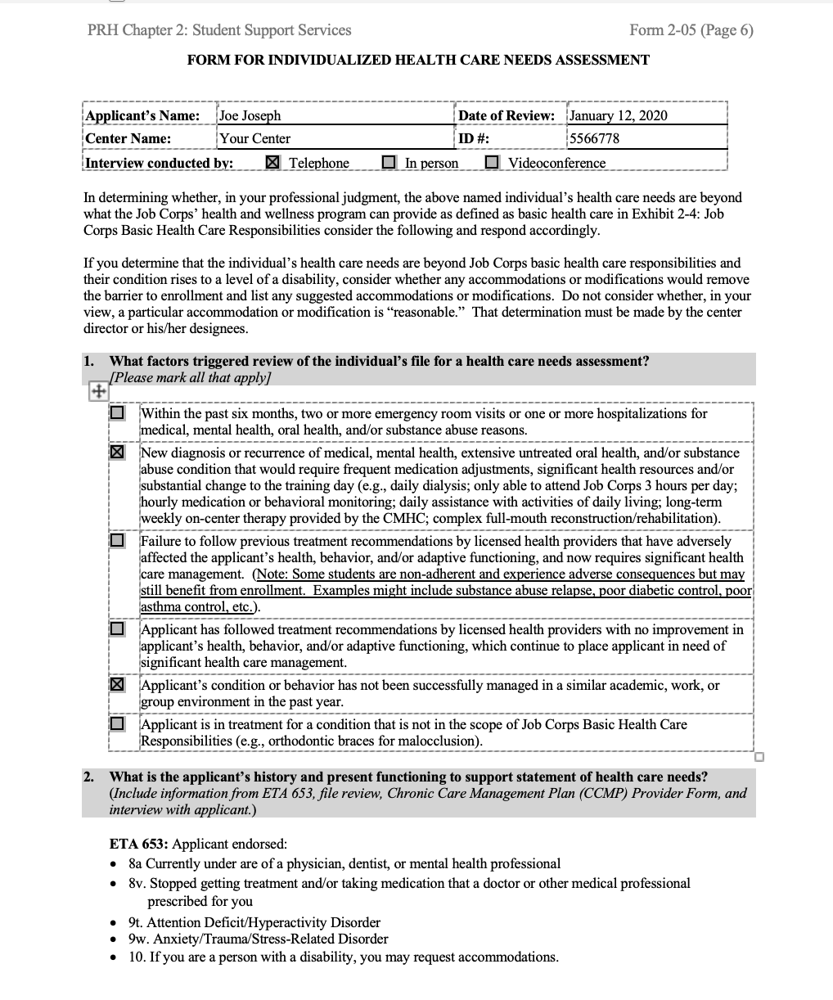 PRH Chapter 2: Student Support Services Form 2-05 (Page 6)
FORM FOR INDIVIDUALIZED HEALTH CARE NEEDS ASSESSMENT
Applicant's Name: Joe Joseph Date of Review: January 12, 2020
Center Name: Your Center ID #: 5566778
Interview conducted by: ☒ Telephone ☐ In person ☐ Videoconference
In determining whether, in your professional judgment, the above named individual's health care needs are beyond
what the Job Corps' health and wellness program can provide as defined as basic health care in Exhibit 2-4: Job
Corps Basic Health Care Responsibilities consider the following and respond accordingly.
If you determine that the individual's health care needs are beyond Job Corps basic health care responsibilities and
their condition rises to a level of a disability, consider whether any accommodations or modifications would remove
the barrier to enrollment and list any suggested accommodations or modifications. Do not consider whether, in your
view, a particular accommodation or modification is “reasonable.” That determination must be made by the center
director or his/her designees.
1. What factors triggered review of the individual's file for a health care needs assessment?
[Please mark all that apply]
☐ Within the past six months, two or more emergency room visits or one or more hospitalizations for
medical, mental health, oral health, and/or substance abuse reasons.
☒ New diagnosis or recurrence of medical, mental health, extensive untreated oral health, and/or substance
abuse condition that would require frequent medication adjustments, significant health resources and/or
substantial change to the training day (e.g., daily dialysis; only able to attend Job Corps 3 hours per day;
hourly medication or behavioral monitoring; daily assistance with activities of daily living; long-term
weekly on-center therapy provided by the CMHC; complex full-mouth reconstruction/rehabilitation).
☐ Failure to follow previous treatment recommendations by licensed health providers that have adversely
affected the applicant's health, behavior, and/or adaptive functioning, and now requires significant health
care management. (Note: Some students are non-adherent and experience adverse consequences but may
still benefit from enrollment. Examples might include substance abuse relapse, poor diabetic control, poor
asthma control, etc.).
☐ Applicant has followed treatment recommendations by licensed health providers with no improvement in
applicant's health, behavior, and/or adaptive functioning, which continue to place applicant in need of
significant health care management.
☒ Applicant's condition or behavior has not been successfully managed in a similar academic, work, or
group environment in the past year.
☐ Applicant is in treatment for a condition that is not in the scope of Job Corps Basic Health Care
Responsibilities (e.g., orthodontic braces for malocclusion).
2. What is the applicant's history and present functioning to support statement of health care needs?
(Include information from ETA 653, file review, Chronic Care Management Plan (CCMP) Provider Form, and
interview with applicant.)
ETA 653: Applicant endorsed:
• 8a Currently under are of a physician, dentist, or mental health professional
• 8v. Stopped getting treatment and/or taking medication that a doctor or other medical professional
prescribed for you
• 9t. Attention Deficit/Hyperactivity Disorder
• 9w. Anxiety/Trauma/Stress-Related Disorder
• 10. If you are a person with a disability, you may request accommodations.